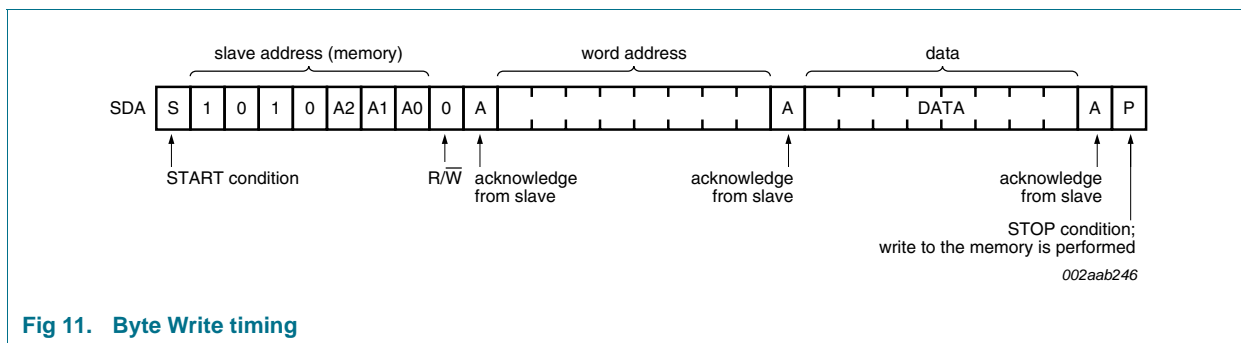 slave address (memory) word address data
SDA S 1 0 1 0 A2 A1 A0 0 A A DATA A P
START condition R/W̅ acknowledge from slave acknowledge from slave acknowledge from slave
STOP condition;
write to the memory is performed
002aab246
Fig 11. Byte Write timing